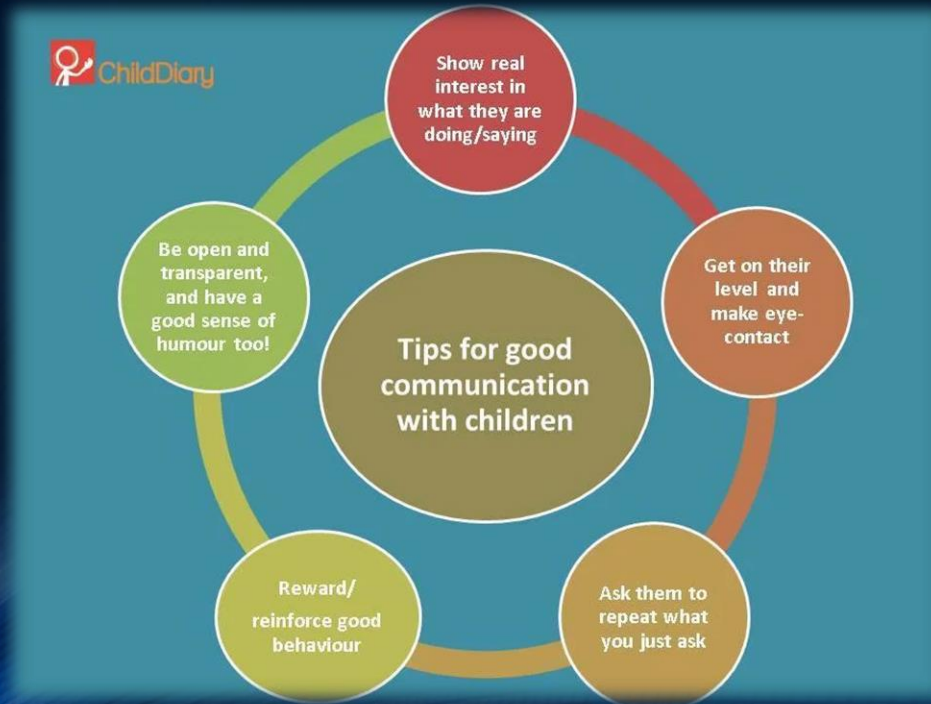 ChildDiary
Show real
interest in
what they are
doing/saying
Get on their
level and
make eye-
contact
Ask them to
repeat what
you just ask
Reward/
reinforce good
behaviour
Be open and
transparent,
and have a
good sense of
humour too!
Tips for good
communication
with children